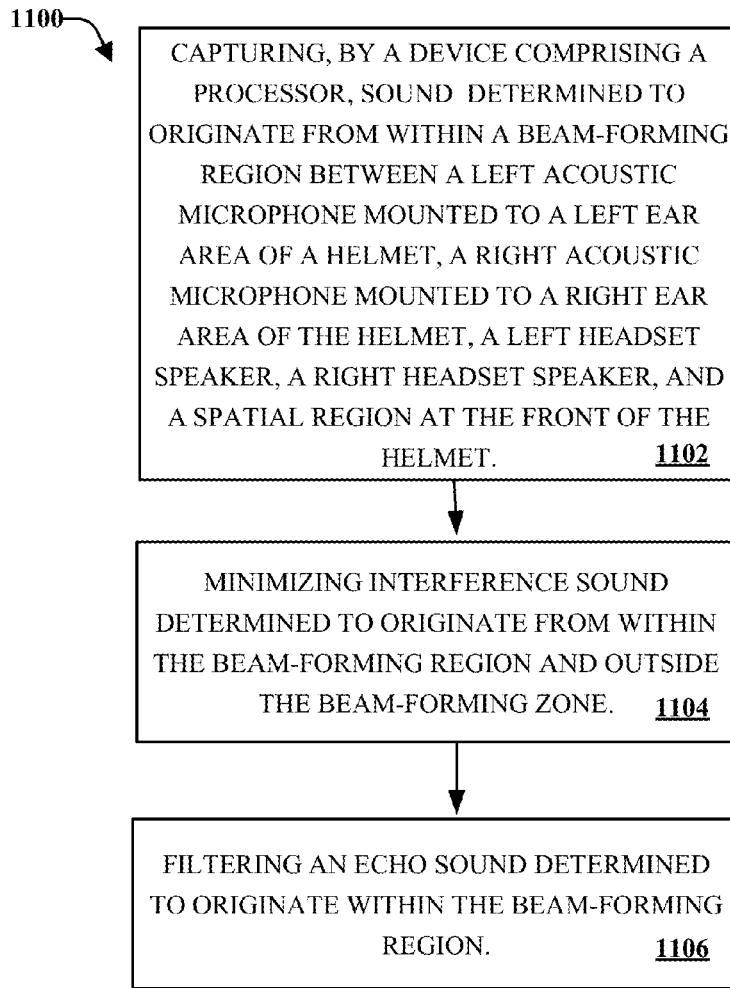 1100
CAPTURING, BY A DEVICE COMPRISING A
PROCESSOR, SOUND DETERMINED TO
ORIGINATE FROM WITHIN A BEAM-FORMING
REGION BETWEEN A LEFT ACOUSTIC
MICROPHONE MOUNTED TO A LEFT EAR
AREA OF A HELMET, A RIGHT ACOUSTIC
MICROPHONE MOUNTED TO A RIGHT EAR
AREA OF THE HELMET, A LEFT HEADSET
SPEAKER, A RIGHT HEADSET SPEAKER, AND
A SPATIAL REGION AT THE FRONT OF THE
HELMET. 1102
MINIMIZING INTERFERENCE SOUND
DETERMINED TO ORIGINATE FROM WITHIN
THE BEAM-FORMING REGION AND OUTSIDE
THE BEAM-FORMING ZONE. 1104
FILTERING AN ECHO SOUND DETERMINED
TO ORIGINATE WITHIN THE BEAM-FORMING
REGION. 1106